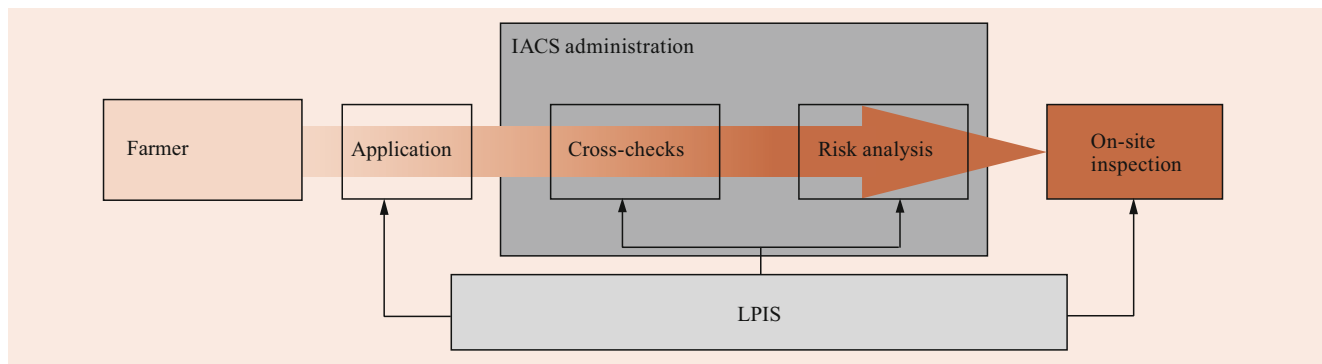 IACS administration
Farmer
Application
Cross-checks
Risk analysis
On-site
inspection
LPIS